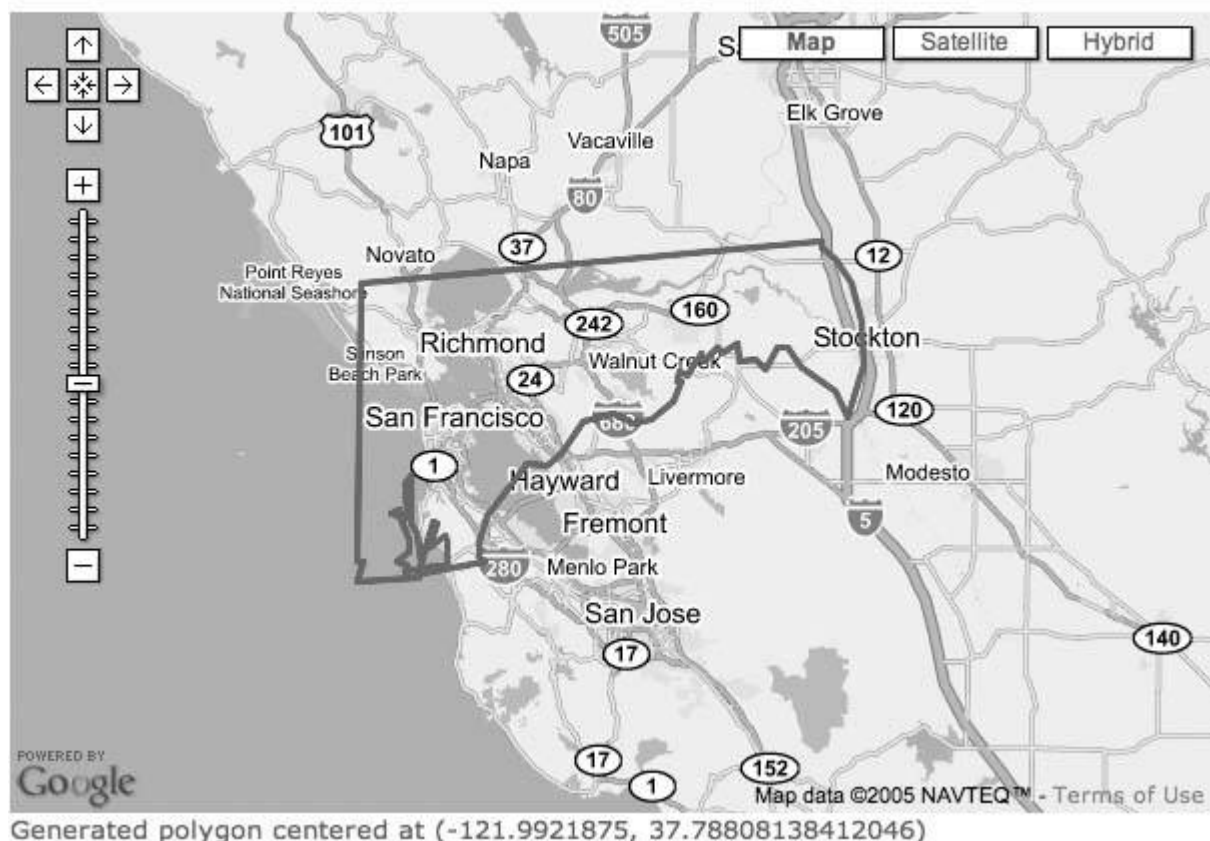 505
Sa
Map
Satellite
Hybrid
Elk Grove
101
Vacaville
Napa
80
37
12
Novato
Point Reyes
National Seashore
242
160
Richmond
Stockton
Stinson
Beach Park
Walnut Creek
24
San Francisco
680
205
120
1
Hayward
Livermore
Modesto
Fremont
5
280
Menlo Park
San Jose
17
140
POWERED BY
Google
17
1
152
Map data ©2005 NAVTEQ™ - Terms of Use
Generated polygon centered at (-121.9921875, 37.78808138412046)